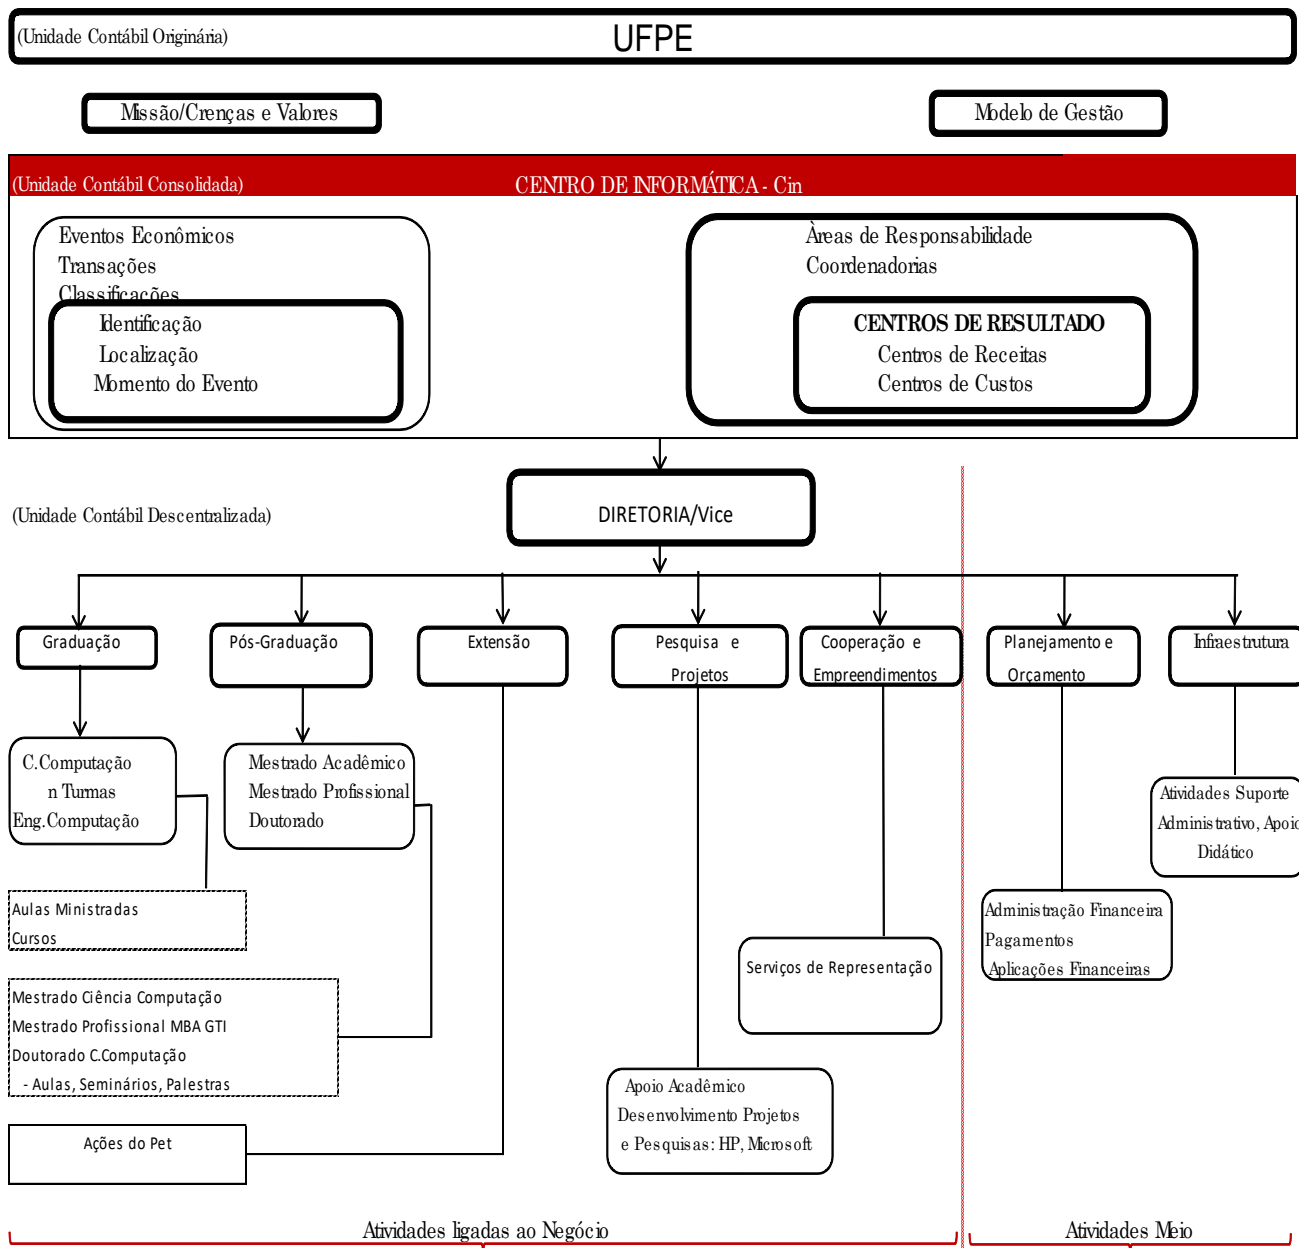 (Unidade Contábil Originária)
UFPE
Missão/Crenças e Valores
Modelo de Gestão
(Unidade Contábil Consolidada)
CENTRO DE INFORMÁTICA - Cin
Eventos Econômicos
Transações
Classificações
Identificação
Localização
Momento do Evento
Àreas de Responsabilidade
Coordenadorias
CENTROS DE RESULTADO
Centros de Receitas
Centros de Custos
(Unidade Contábil Descentralizada)
DIRETORIA/Vice
Graduação
Pós-Graduação
Extensão
Pesquisa e
Projetos
Cooperação e
Empreendimentos
Planejamento e
Orçamento
Infraestrutura
C.Computação
n Turmas
Eng.Computação
Mestrado Acadêmico
Mestrado Profissional
Doutorado
Atividades Suporte
Administrativo, Apoio
Didático
Aulas Ministradas
Cursos
Administração Financeira
Pagamentos
Aplicações Financeiras
Serviços de Representação
Mestrado Ciência Computação
Mestrado Profissional MBA GTI
Doutorado C.Computação
- Aulas, Seminários, Palestras
Apoio Acadêmico
Desenvolvimento Projetos
e Pesquisas: HP, Microsoft
Ações do Pet
Atividades ligadas ao Negócio
Atividades Meio